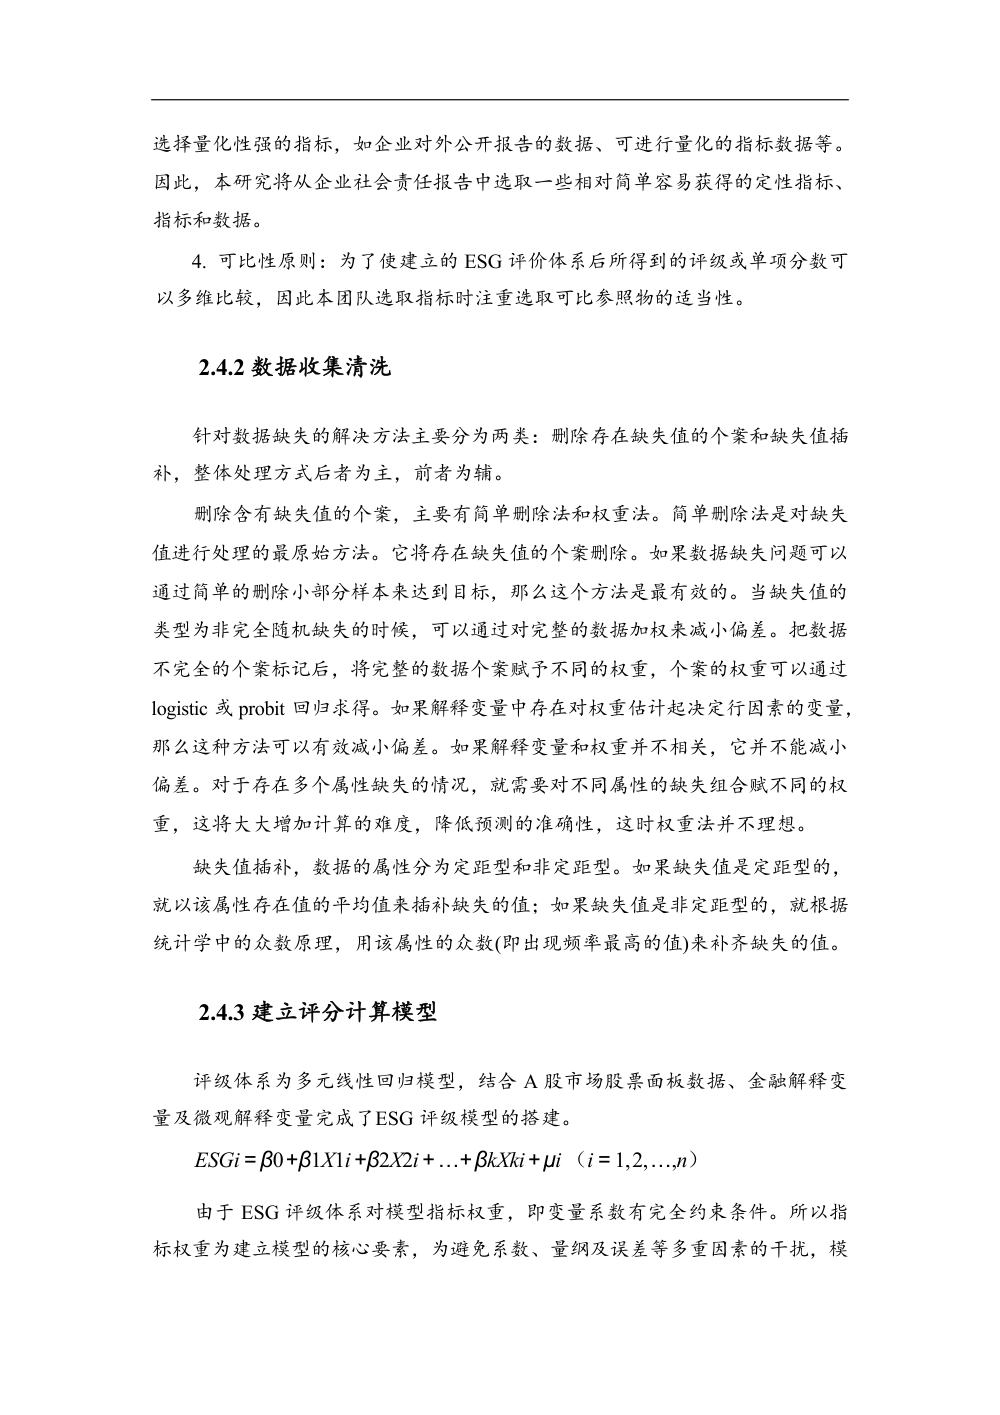 选择量化性强的指标，如企业对外公开报告的数据、可进行量化的指标数据等。
因此，本研究将从企业社会责任报告中选取一些相对简单容易获得的定性指标、
指标和数据。
4. 可比性原则：为了使建立的 ESG 评价体系后所得到的评级或单项分数可
以多维比较，因此本团队选取指标时注重选取可比参照物的适当性。
2.4.2 数据收集清洗
针对数据缺失的解决方法主要分为两类：删除存在缺失值的个案和缺失值插
补，整体处理方式后者为主，前者为辅。
删除含有缺失值的个案，主要有简单删除法和权重法。简单删除法是对缺失
值进行处理的最原始方法。它将存在缺失值的个案删除。如果数据缺失问题可以
通过简单的删除小部分样本来达到目标，那么这个方法是最有效的。当缺失值的
类型为非完全随机缺失的时候，可以通过对完整的数据加权来减小偏差。把数据
不完全的个案标记后，将完整的数据个案赋予不同的权重，个案的权重可以通过
logistic 或 probit 回归求得。如果解释变量中存在对权重估计起决定行因素的变量，
那么这种方法可以有效减小偏差。如果解释变量和权重并不相关，它并不能减小
偏差。对于存在多个属性缺失的情况，就需要对不同属性的缺失组合赋不同的权
重，这将大大增加计算的难度，降低预测的准确性，这时权重法并不理想。
缺失值插补，数据的属性分为定距型和非定距型。如果缺失值是定距型的，
就以该属性存在值的平均值来插补缺失的值；如果缺失值是非定距型的，就根据
统计学中的众数原理，用该属性的众数(即出现频率最高的值)来补齐缺失的值。
2.4.3 建立评分计算模型
评级体系为多元线性回归模型，结合 A 股市场股票面板数据、金融解释变
量及微观解释变量完成了ESG 评级模型的搭建。
ESGi = β0 +β1X1i +β2X2i + …+ βkXki + μi （i = 1, 2, …,n）
由于 ESG 评级体系对模型指标权重，即变量系数有完全约束条件。所以指
标权重为建立模型的核心要素，为避免系数、量纲及误差等多重因素的干扰，模